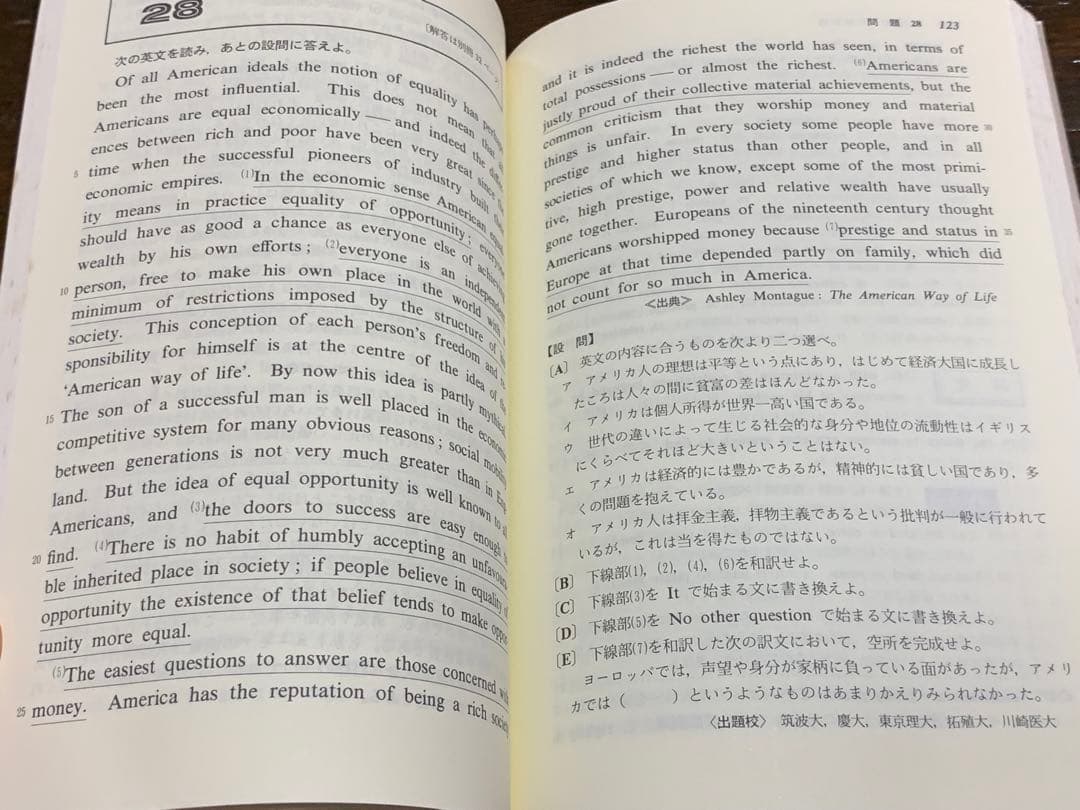 28
〔解答は別冊
次の英文を読み，あとの設問に答えよ。
Of all American ideals the notion of equality has perhaps
been the most influential. This does not mean that
Americans are equal economically — and indeed the differ-
ences between rich and poor have been very great since the
5 time when the successful pioneers of industry built their
economic empires. (1)In the economic sense American equal-
ity means in practice equality of opportunity; everyone
should have as good a chance as everyone else of achieving
wealth by his own efforts; (2)everyone is an independent
10 person, free to make his own place in the world with a
minimum of restrictions imposed by the structure of
society. This conception of each person's freedom and re-
sponsibility for himself is at the centre of the idea of the
‘American way of life’. By now this idea is partly mythical.
15 The son of a successful man is well placed in the economic
competitive system for many obvious reasons; social mobility
between generations is not very much greater than in Eng-
land. But the idea of equal opportunity is well known to all
Americans, and (3)the doors to success are easy enough to
20 find. (4)There is no habit of humbly accepting an unfavoura-
ble inherited place in society; if people believe in equality of
opportunity the existence of that belief tends to make oppor-
tunity more equal.
(5)The easiest questions to answer are those concerned with
25 money. America has the reputation of being a rich society
問題 28 123
and it is indeed the richest the world has seen, in terms of
total possessions — or almost the richest. (6)Americans are
justly proud of their collective material achievements, but the
common criticism that they worship money and material
things is unfair. In every society some people have more 30
prestige and higher status than other people, and in all
societies of which we know, except some of the most primi-
tive, high prestige, power and relative wealth have usually
gone together. Europeans of the nineteenth century thought
Americans worshipped money because (7)prestige and status in 35
Europe at that time depended partly on family, which did
not count for so much in America.
＜出典＞ Ashley Montague: The American Way of Life
【設 問】
〔A〕 英文の内容に合うものを次より二つ選べ。
ア アメリカ人の理想は平等という点にあり，はじめて経済大国に成長し
たころは人々の間に貧富の差はほとんどなかった。
イ アメリカは個人所得が世界一高い国である。
ウ 世代の違いによって生じる社会的な身分や地位の流動性はイギリス
にくらべてそれほど大きいということはない。
エ アメリカは経済的には豊かであるが，精神的には貧しい国であり，多
くの問題を抱えている。
オ アメリカ人は拝金主義，拝物主義であるという批判が一般に行われて
いるが，これは当を得たものではない。
〔B〕 下線部(1)，(2)，(4)，(6)を和訳せよ。
〔C〕 下線部(3)を It で始まる文に書き換えよ。
〔D〕 下線部(5)を No other question で始まる文に書き換えよ。
〔E〕 下線部(7)を和訳した次の訳文において，空所を完成せよ。
ヨーロッパでは，声望や身分が家柄に負っている面があったが，アメリ
カでは（ ）というようなものはあまりかえりみられなかった。
〈出題校〉 筑波大，慶大，東京理大，拓殖大，川崎医大